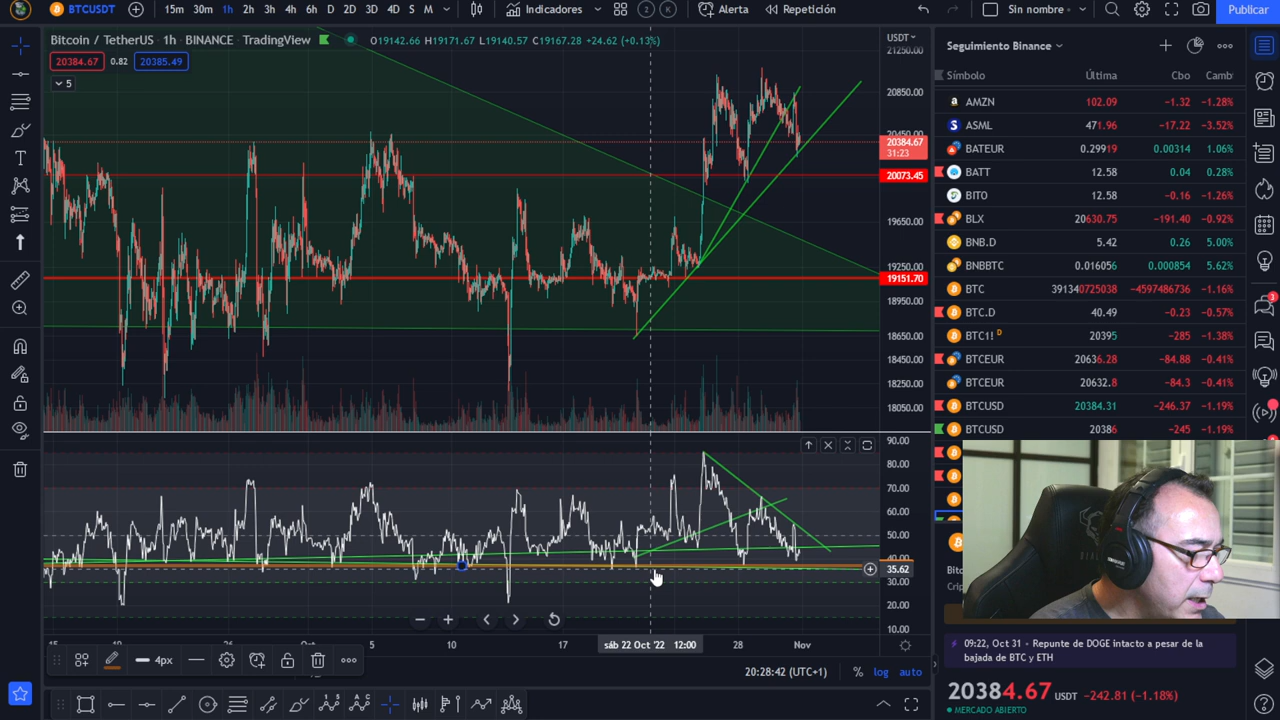 BTCUSDT 15m 30m 1h 2h 3h 4h 6h D 2D 3D 4D S M Indicadores 2 K Alerta Repetición Sin nombre Publicar
Bitcoin / TetherUS · 1h · BINANCE · TradingView O19142.66 H19171.67 L19140.57 C19167.28 +24.62 (+0.13%)
20384.67 0.82 20385.49
5
USDT
21250.00
20850.00
20450.00
20384.67
31:23
20073.45
19650.00
19250.00
19151.70
18950.00
18650.00
18450.00
18250.00
18050.00
90.00
80.00
70.00
60.00
50.00
40.00
35.62
30.00
20.00
10.00
Oct 5 10 17 sáb 22 Oct '22 12:00 28 Nov
4px
20:28:42 (UTC+1) % log auto
Seguimiento Binance
Símbolo Última Cbo Camb
AMZN 102.09 −1.32 −1.28%
ASML 471.96 −17.22 −3.52%
BATEUR 0.29919 0.00314 1.06%
BATT 12.58 0.04 0.28%
BITO 12.58 −0.16 −1.26%
BLX 20630.75 −191.40 −0.92%
BNB.D 5.42 0.26 5.00%
BNBBTC 0.016056 0.000854 5.62%
BTC 391340725038 −4597486736 −1.16%
BTC.D 40.49 −0.23 −0.57%
BTC1! D 20395 −285 −1.38%
BTCEUR 20636.28 −84.88 −0.41%
BTCEUR 20632.8 −84.3 −0.41%
BTCUSD 20384.31 −246.37 −1.19%
BTCUSD 20386 −245 −1.19%
09:22, Oct 31 • Repunte de DOGE intacto a pesar de la
bajada de BTC y ETH
20384.67 USDT −242.81 (−1.18%)
MERCADO ABIERTO